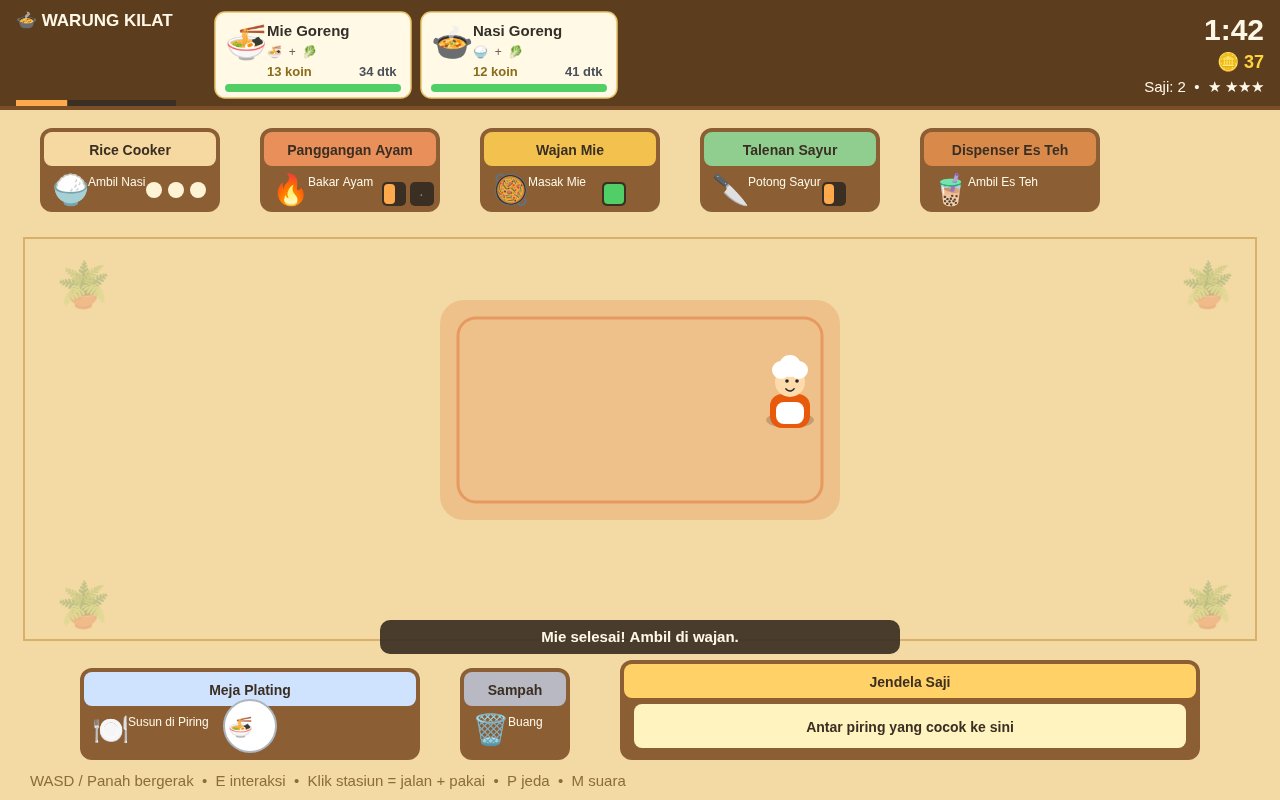 WARUNG KILAT
Mie Goreng
+
13 koin 34 dtk
Nasi Goreng
+
12 koin 41 dtk
1:42
37
Saji: 2 • ★ ★★★
Rice Cooker
Ambil Nasi
Panggangan Ayam
Bakar Ayam
Wajan Mie
Masak Mie
Talenan Sayur
Potong Sayur
Dispenser Es Teh
Ambil Es Teh
Mie selesai! Ambil di wajan.
Meja Plating
Susun di Piring
Sampah
Buang
Jendela Saji
Antar piring yang cocok ke sini
WASD / Panah bergerak • E interaksi • Klik stasiun = jalan + pakai • P jeda • M suara